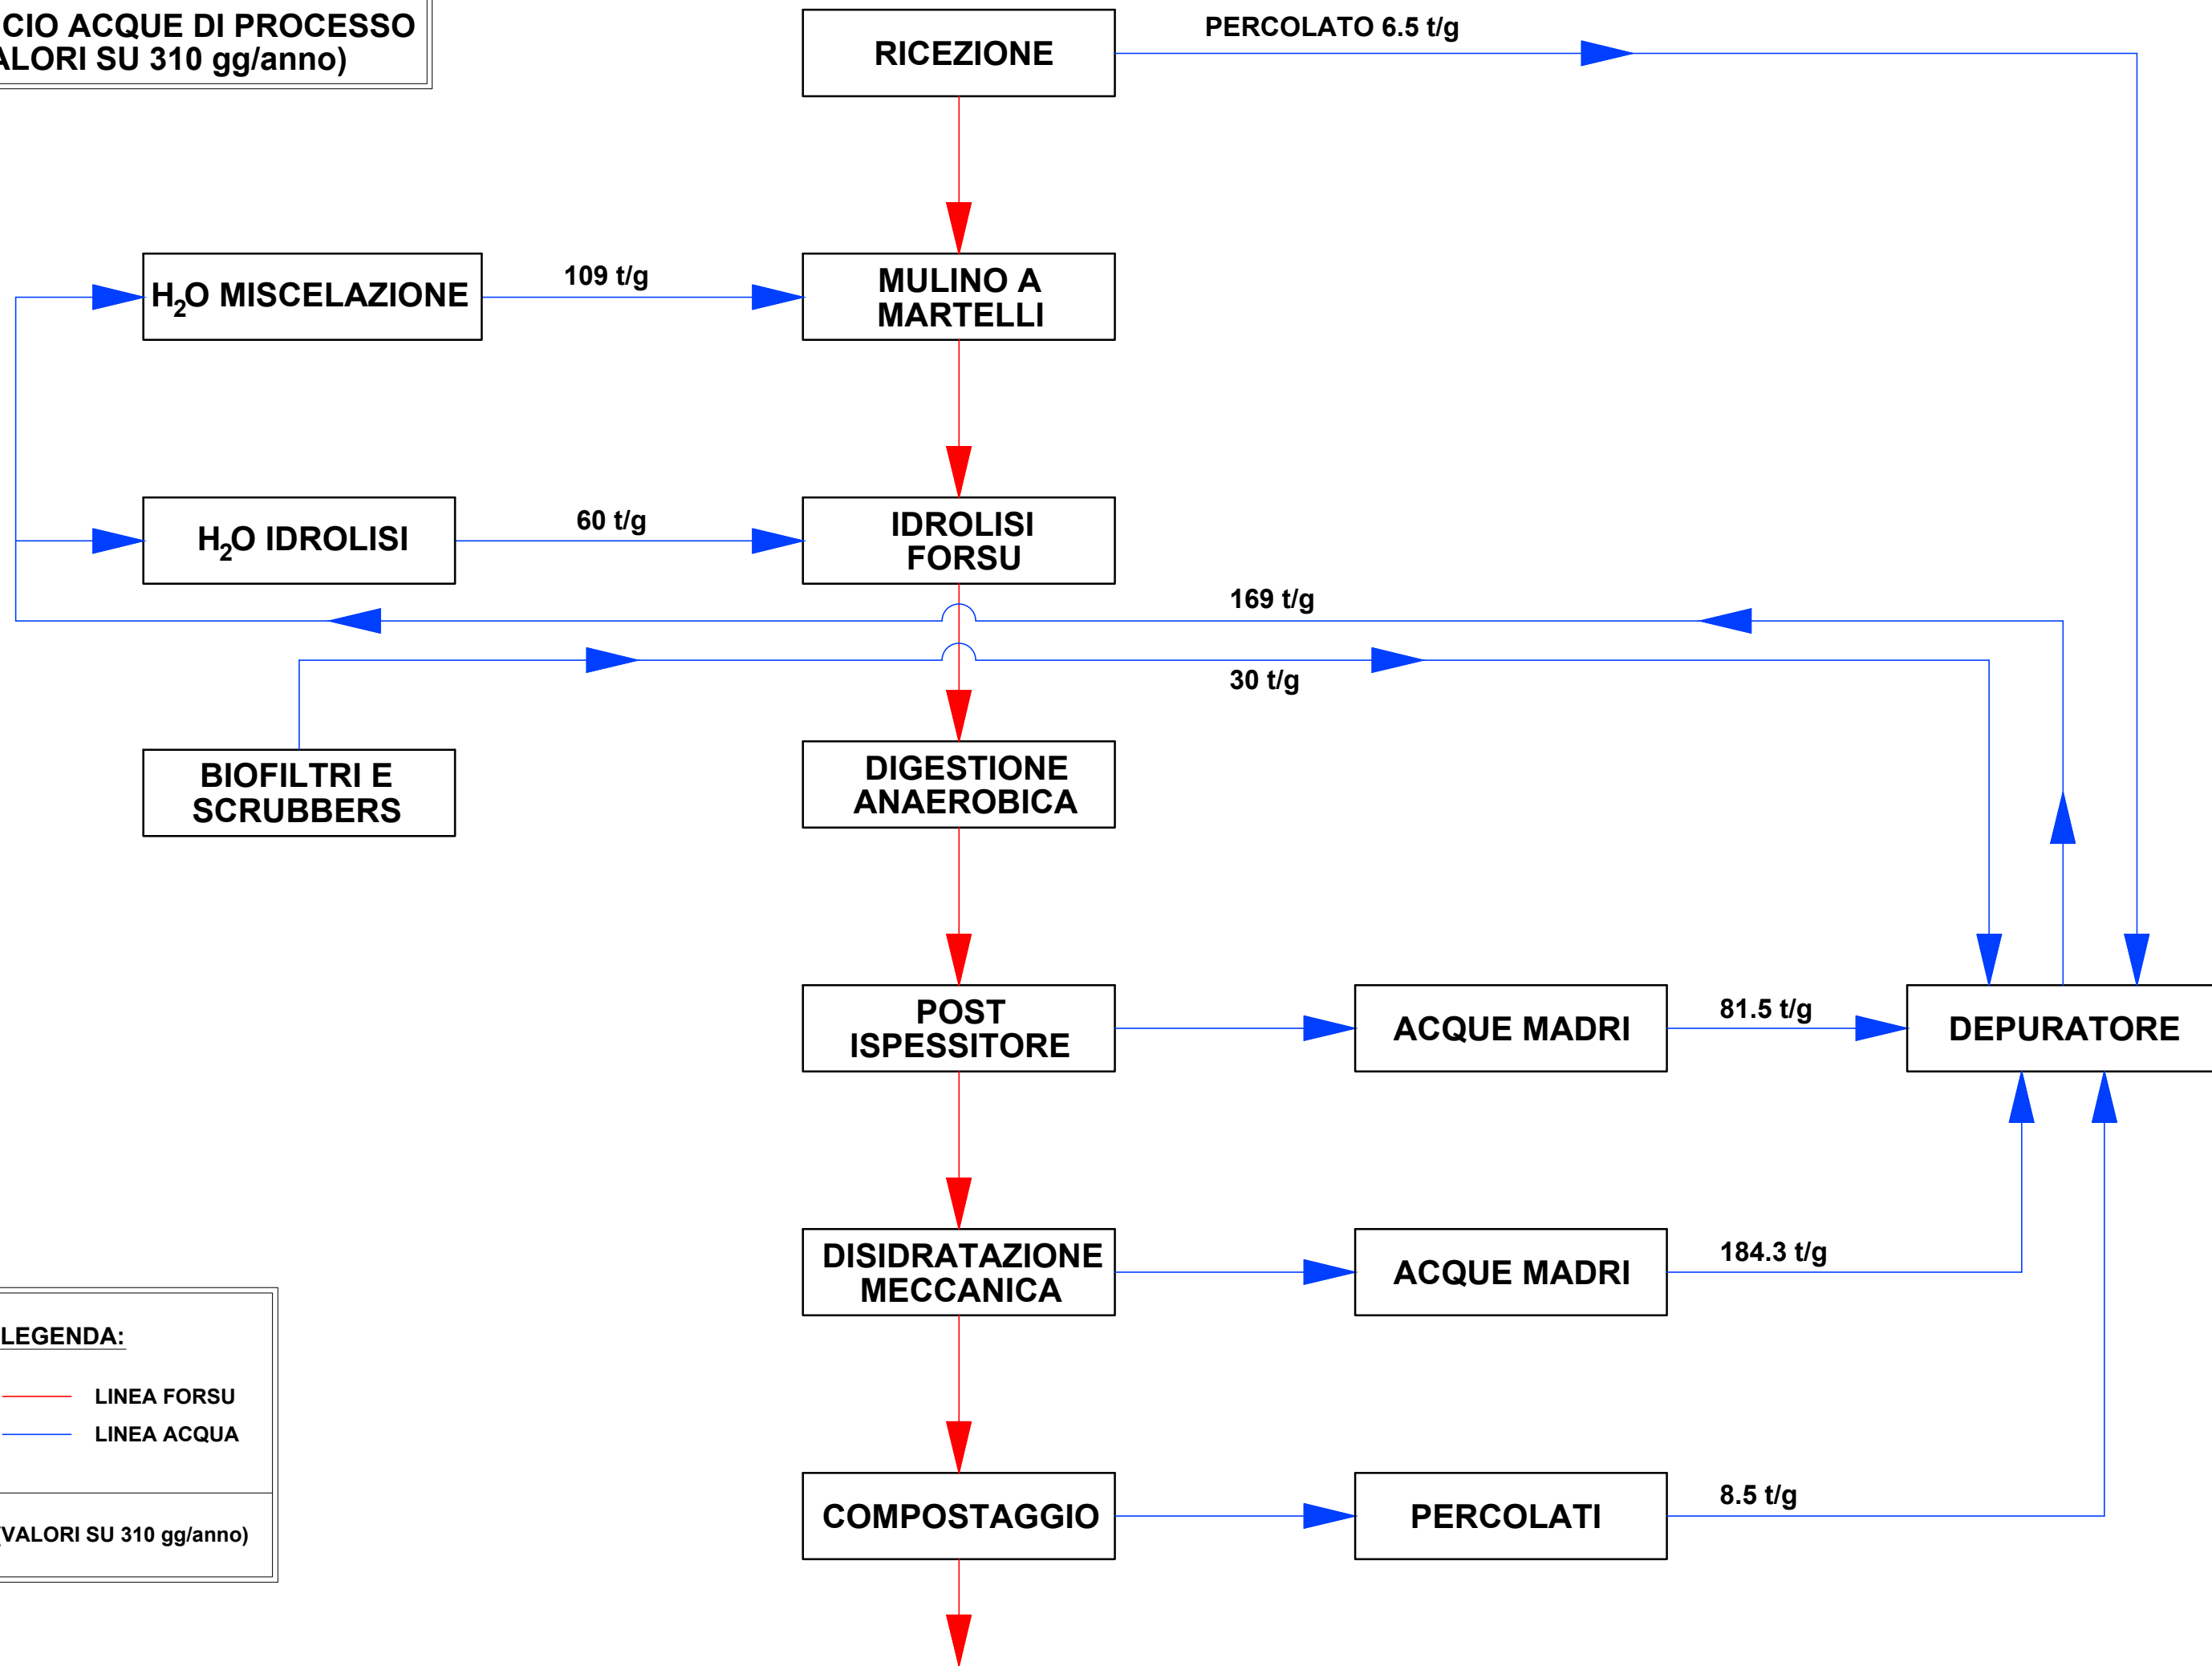 CIO ACQUE DI PROCESSO
ALORI SU 310 gg/anno)
RICEZIONE
PERCOLATO 6.5 t/g
H₂O MISCELAZIONE
109 t/g
MULINO A
MARTELLI
H₂O IDROLISI
60 t/g
IDROLISI
FORSU
169 t/g
30 t/g
BIOFILTRI E
SCRUBBERS
DIGESTIONE
ANAEROBICA
POST
ISPESSITORE
ACQUE MADRI
81.5 t/g
DEPURATORE
DISIDRATAZIONE
MECCANICA
ACQUE MADRI
184.3 t/g
COMPOSTAGGIO
PERCOLATI
8.5 t/g
LEGENDA:
LINEA FORSU
LINEA ACQUA
(VALORI SU 310 gg/anno)